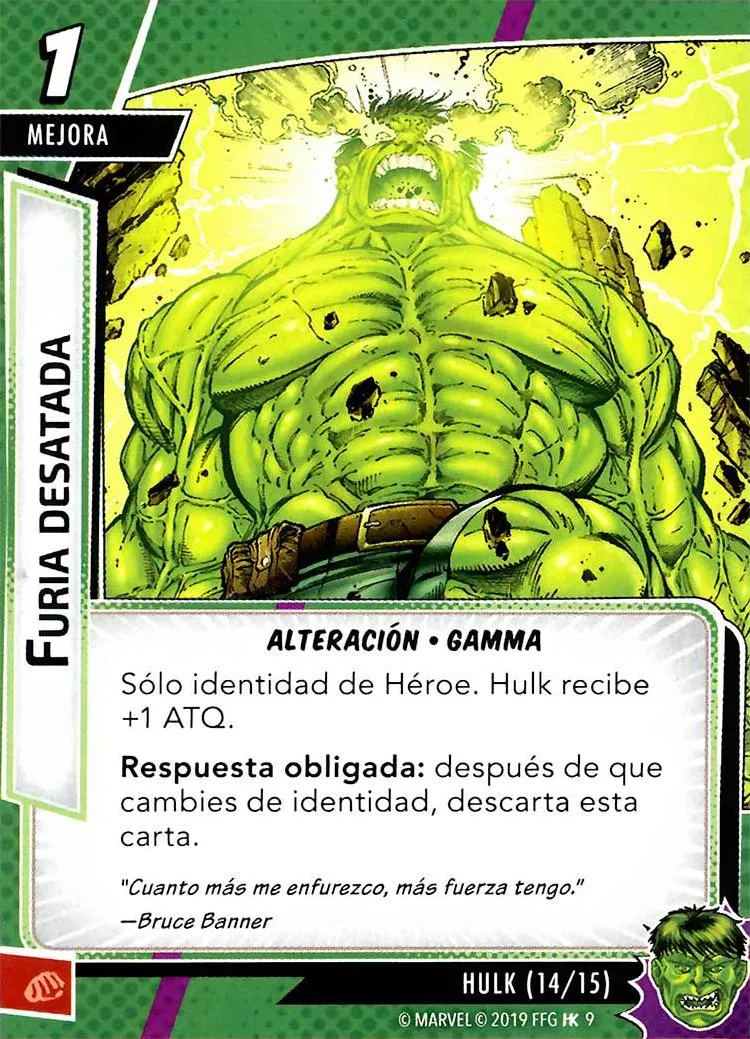 1
MEJORA
FURIA DESATADA
ALTERACIÓN • GAMMA
Sólo identidad de Héroe. Hulk recibe
+1 ATQ.
Respuesta obligada: después de que
cambies de identidad, descarta esta
carta.
"Cuanto más me enfurezco, más fuerza tengo."
—Bruce Banner
HULK (14/15)
© MARVEL © 2019 FFG HK 9